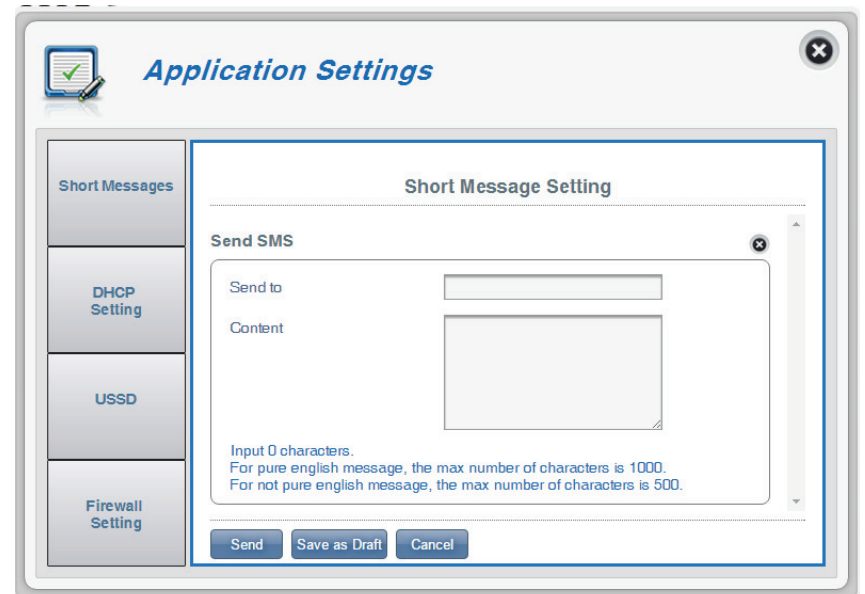 Application Settings
Short Messages
DHCP
Setting
USSD
Firewall
Setting
Short Message Setting
Send SMS
Send to
Content
Input 0 characters.
For pure english message, the max number of characters is 1000.
For not pure english message, the max number of characters is 500.
Send
Save as Draft
Cancel